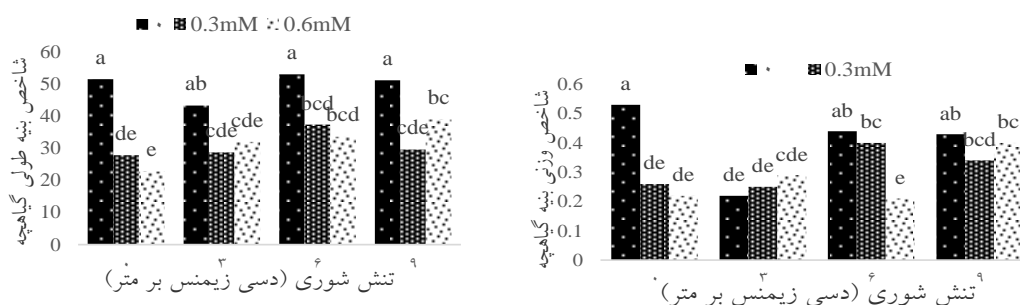 ۰ 0.3mM 0.6mM
شاخص بنیه طولی گیاهچه
60
50
40
30
20
10
0
a
de
e
ab
cde
cde
a
bcd
bcd
a
cde
bc
۰ ۳ ۶ ۹
تنش شوری (دسی زیمنس بر متر)
۰ 0.3mM
شاخص وزنی بنیه گیاهچه
0.6
0.5
0.4
0.3
0.2
0.1
0
a
de
de
de
de
cde
ab
bc
e
ab
bcd
bc
۰ ۳ ۶ ۹
تنش شوری (دسی زیمنس بر متر)